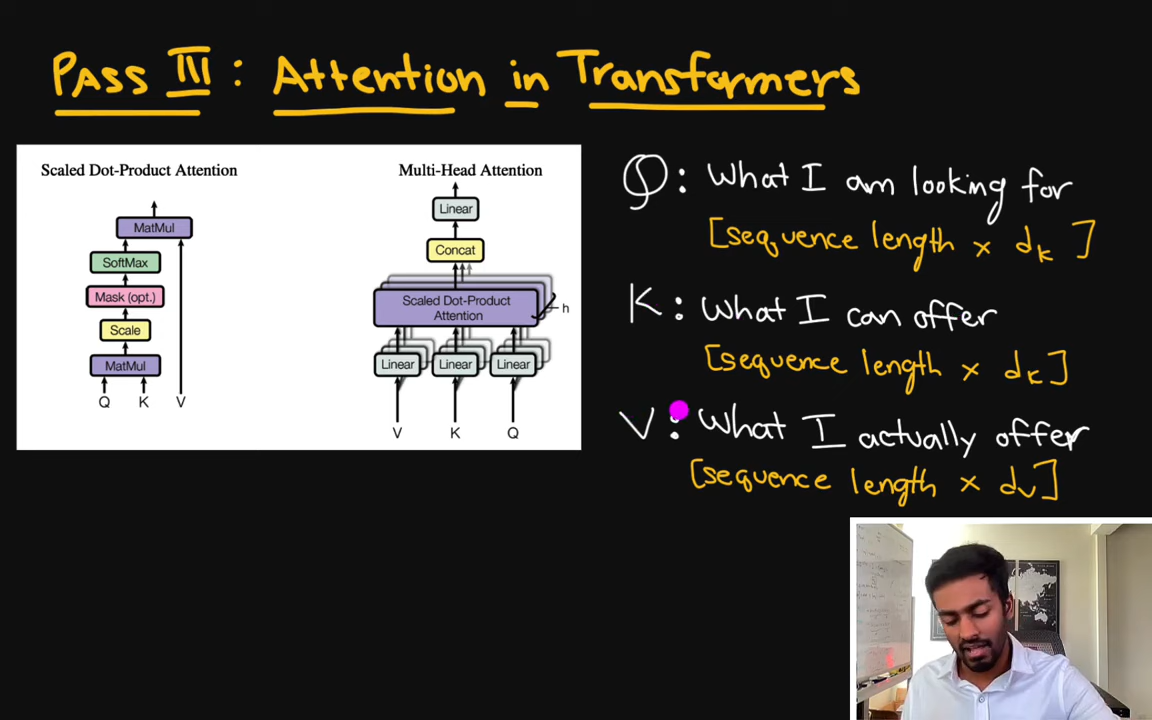 PASS III: Attention in Transformers
Scaled Dot-Product Attention
MatMul
SoftMax
Mask (opt.)
Scale
MatMul
Q K V
Multi-Head Attention
Linear
Concat
Scaled Dot-Product
Attention
h
Linear Linear Linear
V K Q
Q: What I am looking for
[sequence length × dk]
K: What I can offer
[sequence length × dk]
V: What I actually offer
[sequence length × dv]